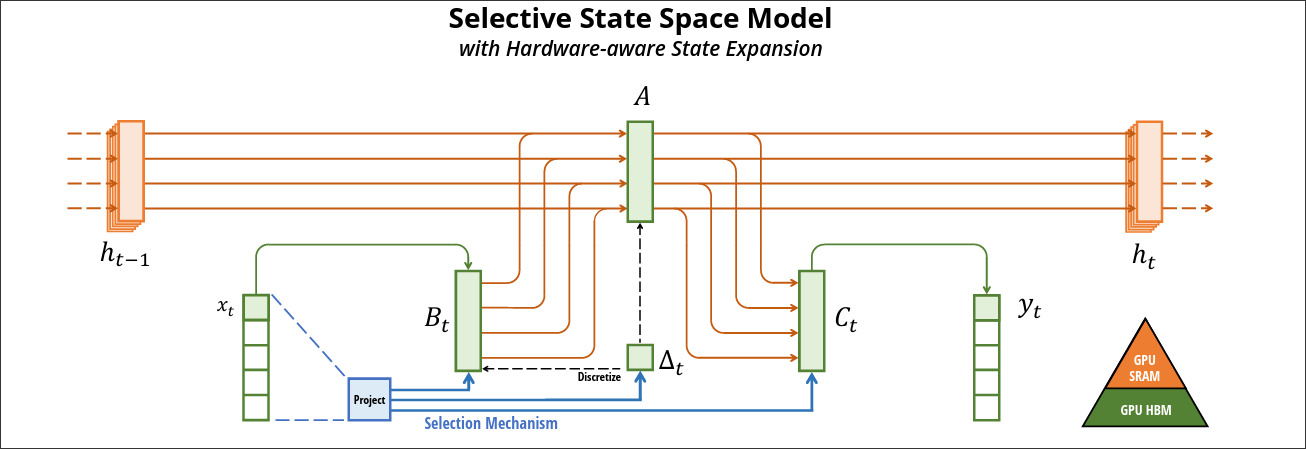 Selective State Space Model
with Hardware-aware State Expansion
A
h_{t-1}
h_t
x_t
B_t
C_t
y_t
Δ_t
GPU
SRAM
Discretize
Project
GPU HBM
Selection Mechanism